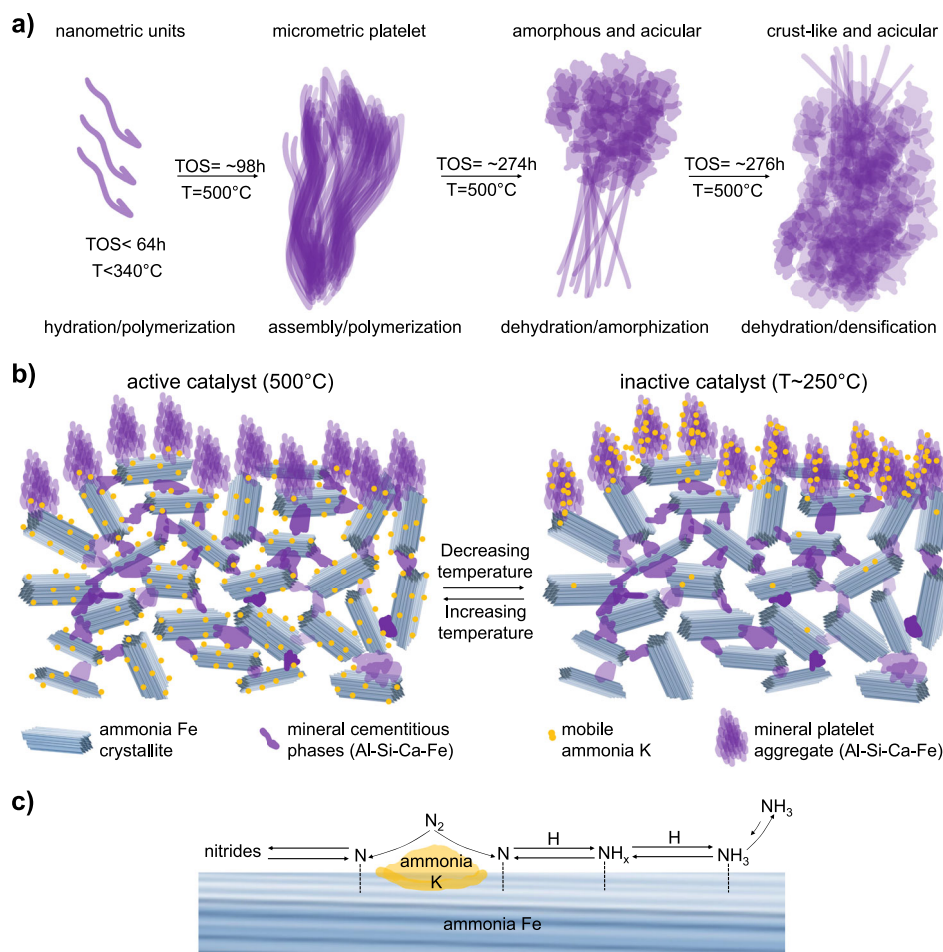 a)
nanometric units
micrometric platelet
amorphous and acicular
crust-like and acicular
TOS= ~98h
T=500°C
TOS= ~274h
T=500°C
TOS= ~276h
T=500°C
TOS< 64h
T<340°C
hydration/polymerization
assembly/polymerization
dehydration/amorphization
dehydration/densification
b)
active catalyst (500°C)
inactive catalyst (T~250°C)
Decreasing
temperature
Increasing
temperature
ammonia Fe
crystallite
mineral cementitious
phases (Al-Si-Ca-Fe)
mobile
ammonia K
mineral platelet
aggregate (Al-Si-Ca-Fe)
c)
NH₃
N₂
nitrides
N
ammonia
K
N
H
NHₓ
H
NH₃
ammonia Fe